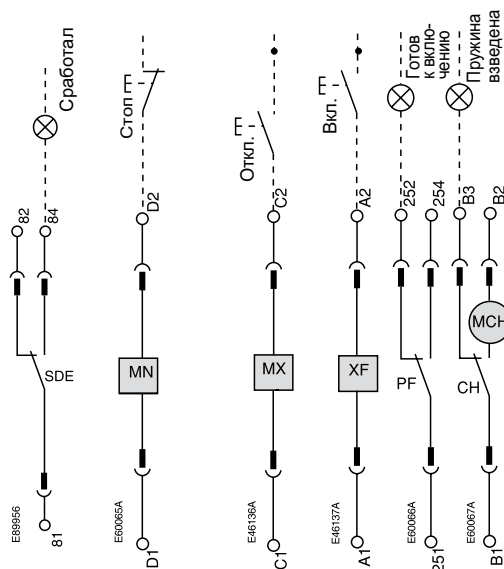 Сработал
Стоп
Откл.
Вкл.
Готов
к вклю-
чению
Пружина
взведена
82
84
D2
C2
A2
252
254
B3
B2
SDE
MN
MX
XF
PF
CH
MCH
E89956
81
E60065A
D1
E46136A
C1
E46137A
A1
E60066A
251
E60067A
B1